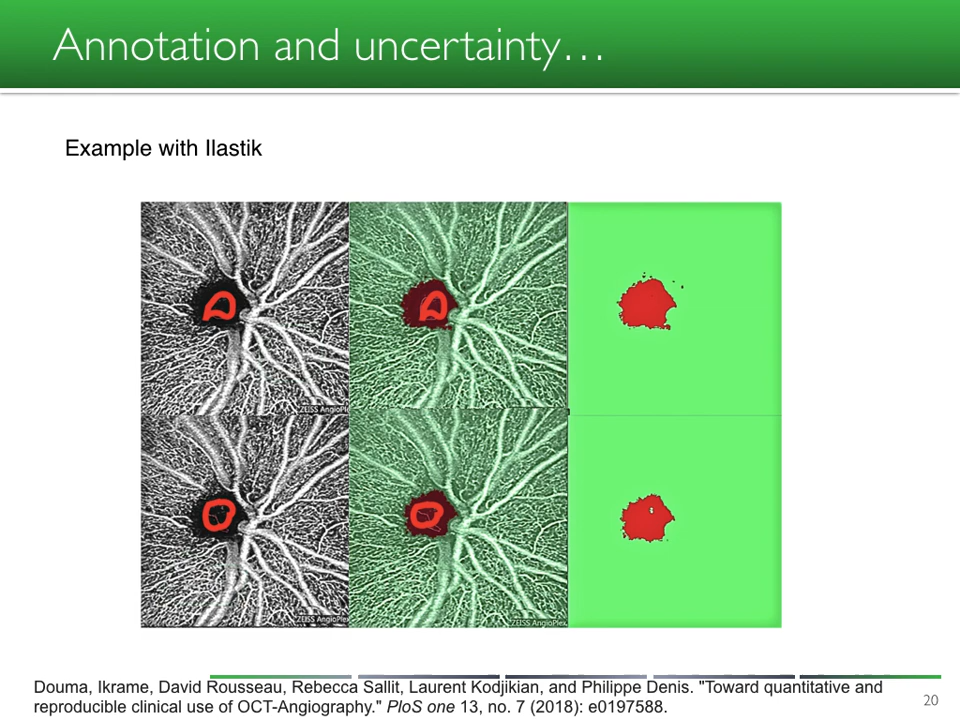 Annotation and uncertainty…
Example with Ilastik
ZEISS AngioPlex
ZEISS AngioPlex
ZEISS AngioPlex
Douma, Ikrame, David Rousseau, Rebecca Sallit, Laurent Kodjikian, and Philippe Denis. "Toward quantitative and
reproducible clinical use of OCT-Angiography." PloS one 13, no. 7 (2018): e0197588.
20